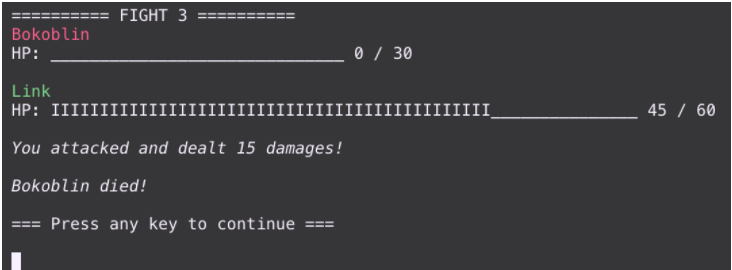 ========== FIGHT 3 ==========
Bokoblin
HP: ______________________________ 0 / 30
Link
HP: IIIIIIIIIIIIIIIIIIIIIIIIIIIIIIIIIIIIIIIIIIIII_______________ 45 / 60
You attacked and dealt 15 damages!
Bokoblin died!
=== Press any key to continue ===